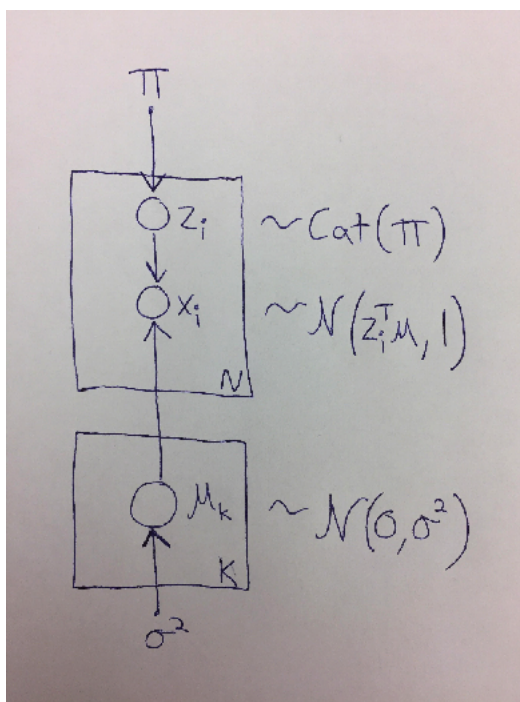 π
z_i ~ Cat(π)
x_i ~ N(z_i^T μ, 1)
N
μ_k ~ N(0, σ²)
K
σ²